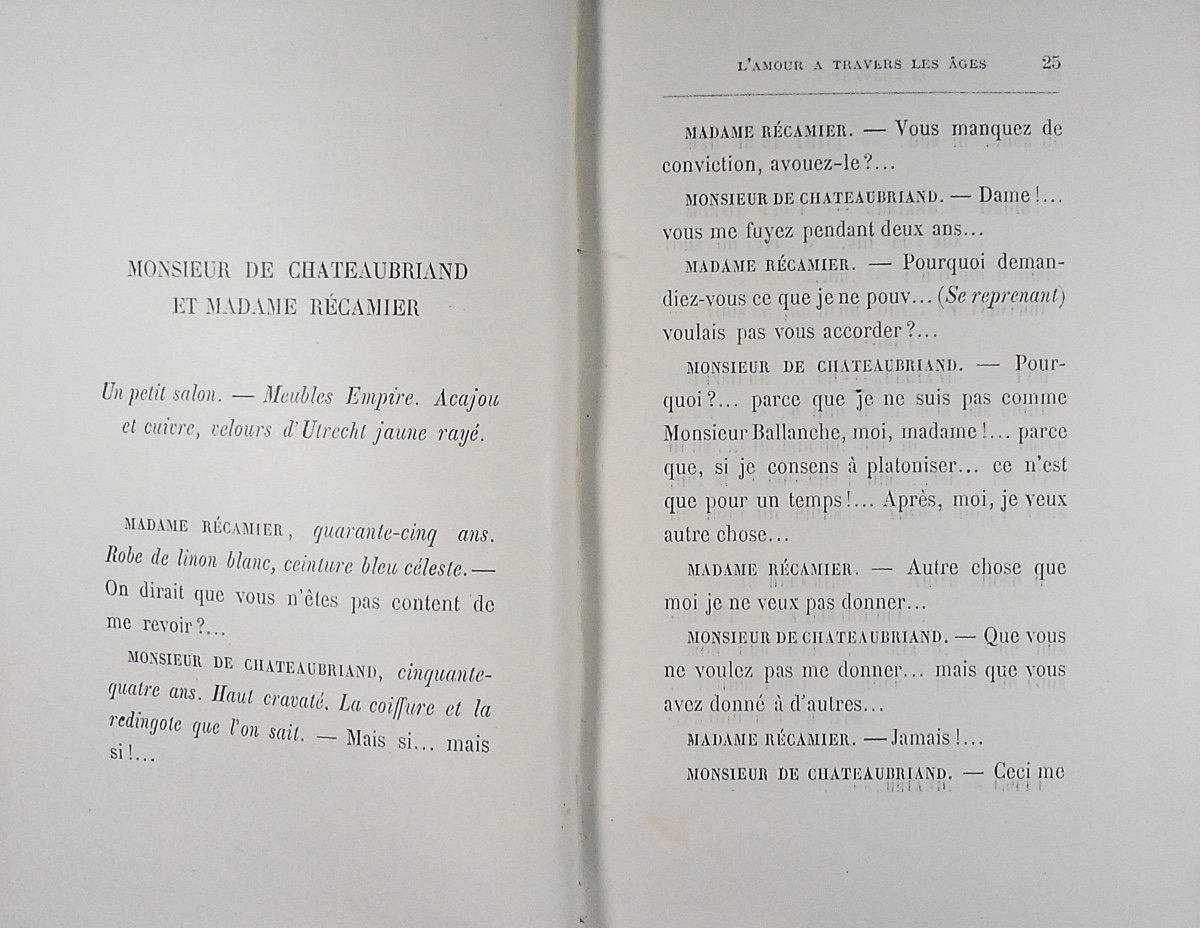 MONSIEUR DE CHATEAUBRIAND
ET MADAME RÉCAMIER
Un petit salon. — Meubles Empire. Acajou
et cuivre, velours d'Utrecht jaune rayé.
MADAME RÉCAMIER, quarante-cinq ans.
Robe de linon blanc, ceinture bleu céleste. —
On dirait que vous n'êtes pas content de
me revoir ?...
MONSIEUR DE CHATEAUBRIAND, cinquante-
quatre ans. Haut cravaté. La coiffure et la
redingote que l'on sait. — Mais si... mais
si !...
L'AMOUR A TRAVERS LES ÂGES 25
MADAME RÉCAMIER. — Vous manquez de
conviction, avouez-le ?...
MONSIEUR DE CHATEAUBRIAND. — Dame !...
vous me fuyez pendant deux ans...
MADAME RÉCAMIER. — Pourquoi deman-
diez-vous ce que je ne pouv... (Se reprenant)
voulais pas vous accorder ?...
MONSIEUR DE CHATEAUBRIAND. — Pour-
quoi ?... parce que je ne suis pas comme
Monsieur Ballanche, moi, madame !... parce
que, si je consens à platoniser... ce n'est
que pour un temps !... Après, moi, je veux
autre chose...
MADAME RÉCAMIER. — Autre chose que
moi je ne veux pas donner...
MONSIEUR DE CHATEAUBRIAND. — Que vous
ne voulez pas me donner... mais que vous
avez donné à d'autres...
MADAME RÉCAMIER. — Jamais !...
MONSIEUR DE CHATEAUBRIAND. — Ceci me